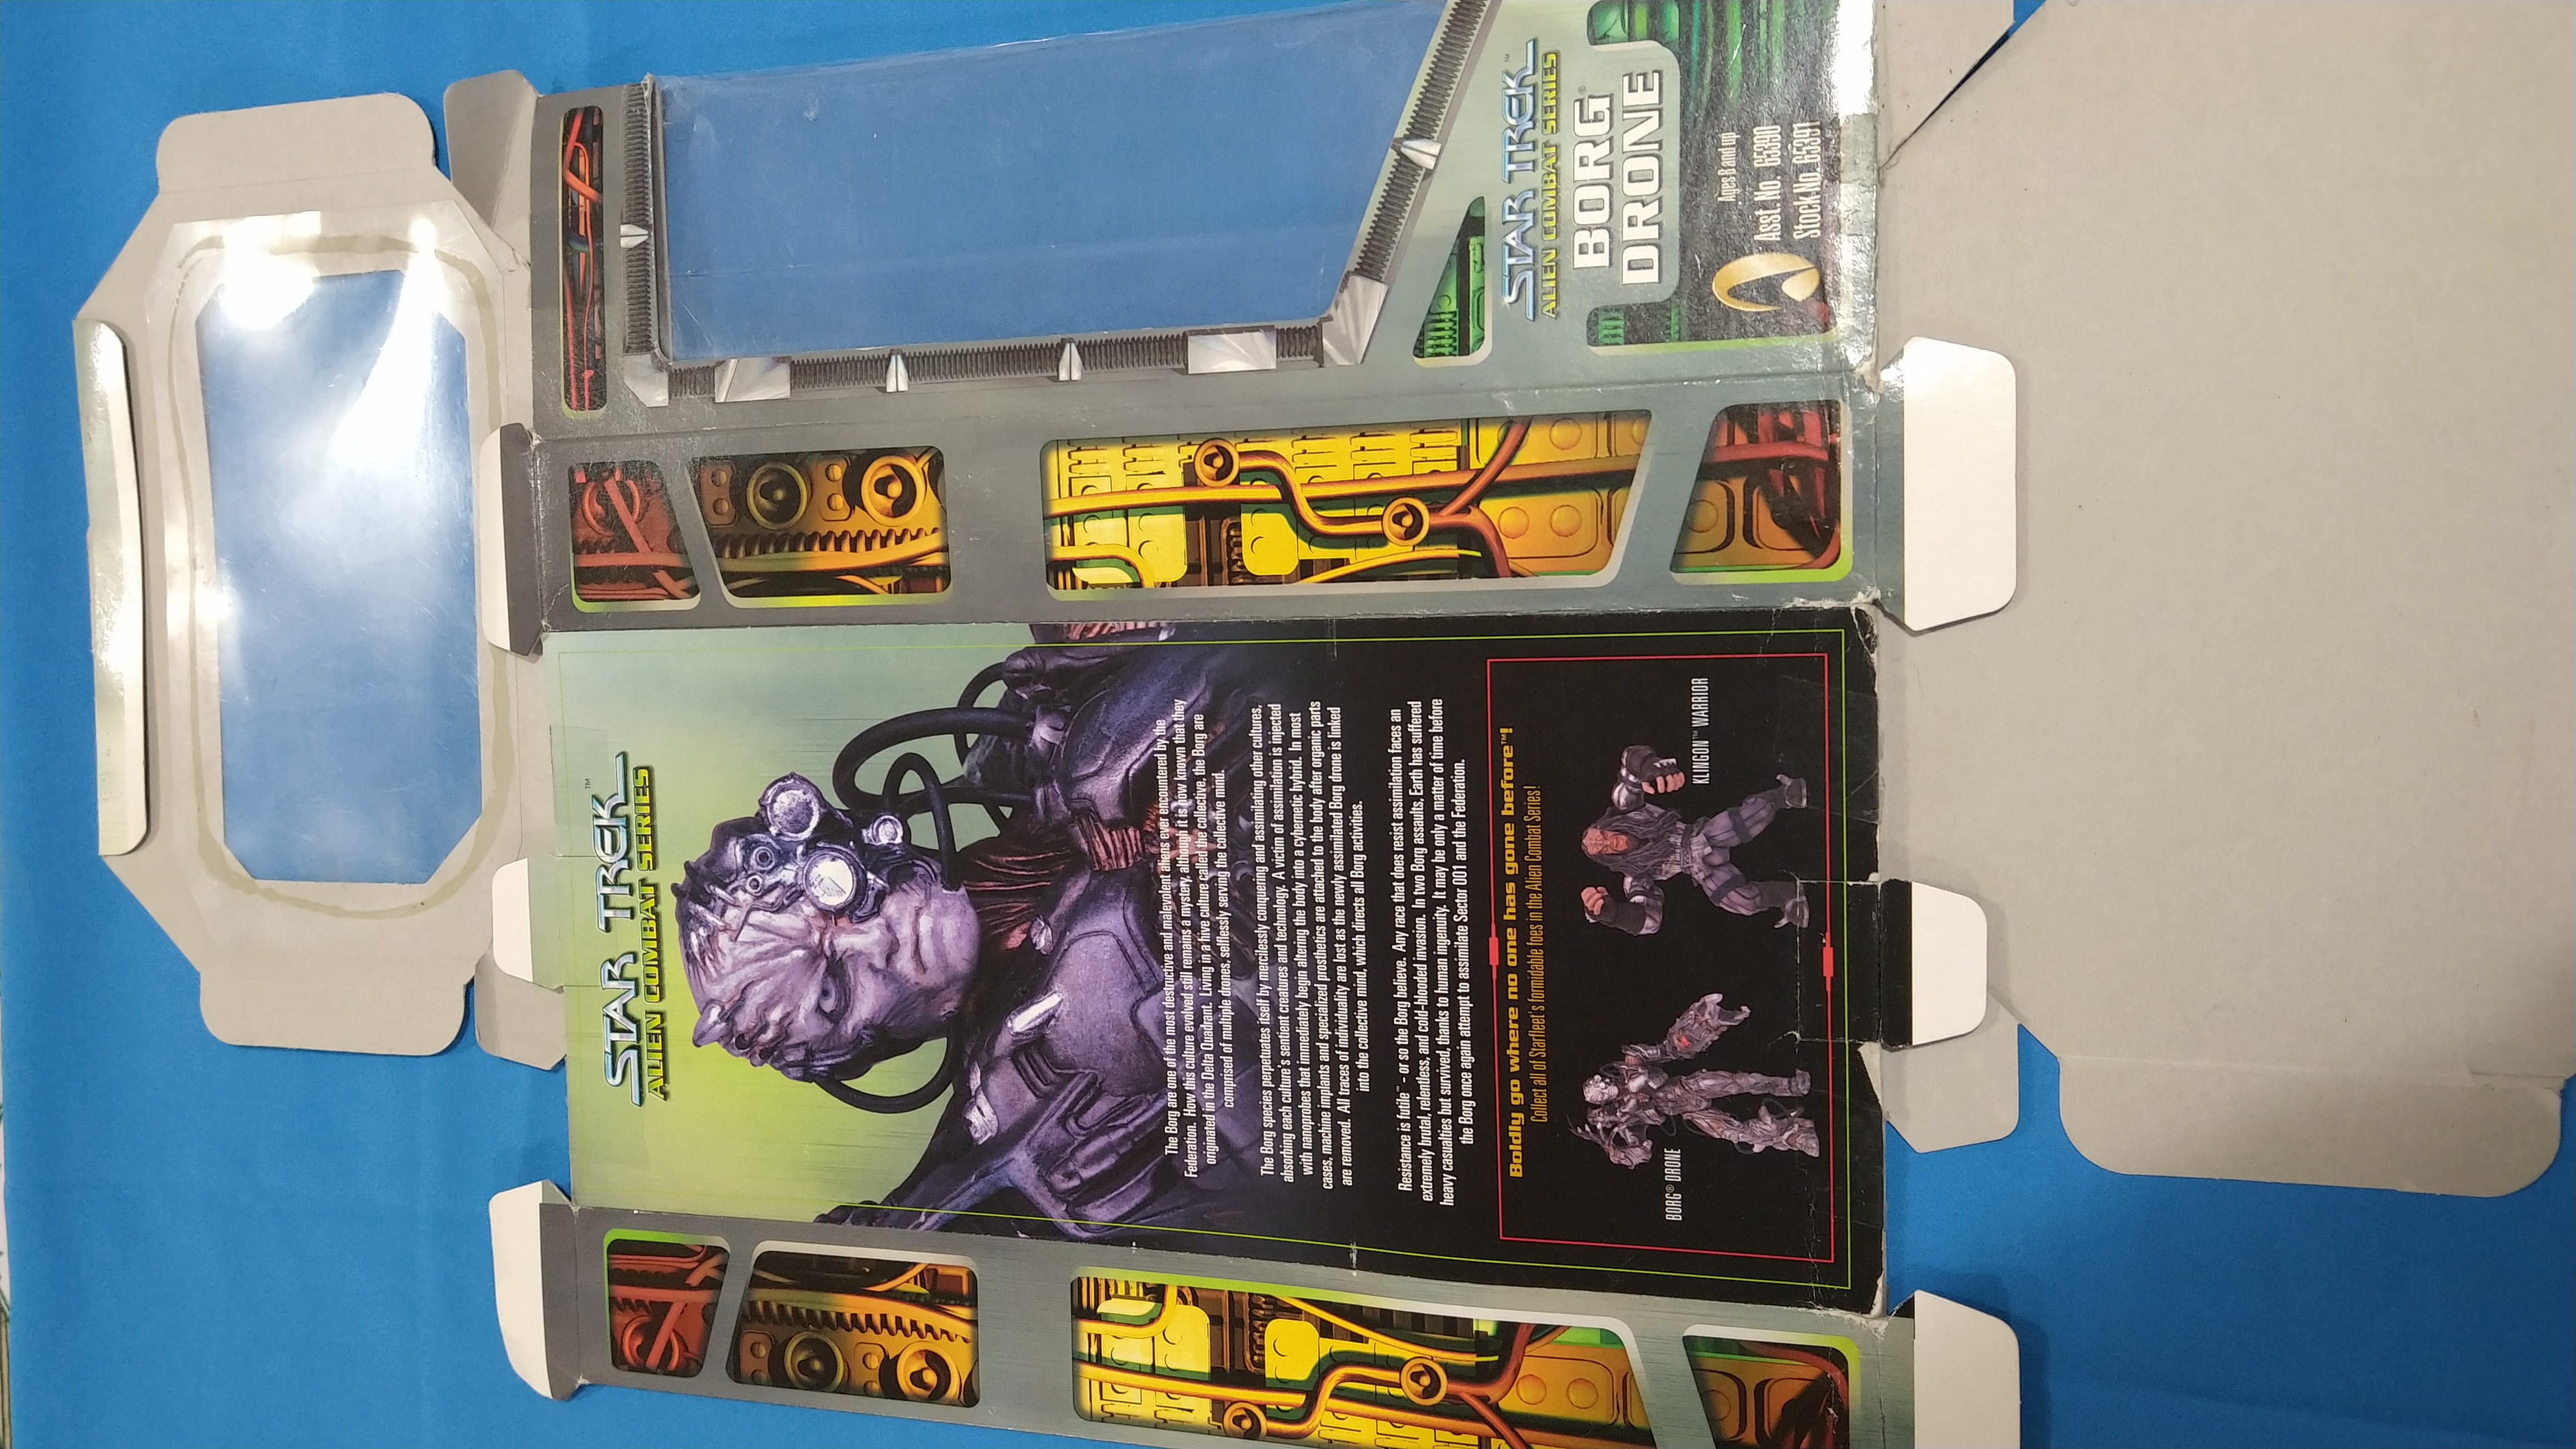 STAR TREK™
ALIEN COMBAT SERIES
The Borg are one of the most destructive and malevolent aliens ever encountered by the
Federation. How this culture evolved still remains a mystery, although it is now known that they
originated in the Delta Quadrant. Living in a hive culture called the collective, the Borg are
comprised of multiple drones, selflessly serving the collective mind.
The Borg species perpetuates itself by mercilessly conquering and assimilating other cultures,
absorbing each culture's sentient creatures and technology. A victim of assimilation is injected
with nanoprobes that immediately begin altering the body into a cybernetic hybrid. In most
cases, machine implants and specialized prosthetics are attached to the body after organic parts
are removed. All traces of individuality are lost as the newly assimilated Borg drone is linked
into the collective mind, which directs all Borg activities.
Resistance is futile™ - or so the Borg believe. Any race that does resist assimilation faces an
extremely brutal, relentless, and cold-blooded invasion. In two Borg assaults, Earth has suffered
heavy casualties but survived, thanks to human ingenuity. It may be only a matter of time before
the Borg once again attempt to assimilate Sector 001 and the Federation.
Boldly go where no one has gone before™!
Collect all of Starfleet's formidable foes in the Alien Combat Series!
BORG® DRONE
KLINGON™ WARRIOR
STAR TREK™
ALIEN COMBAT SERIES
BORG®
DRONE
Ages 8 and up
Asst. No. 65390
Stock No. 65391